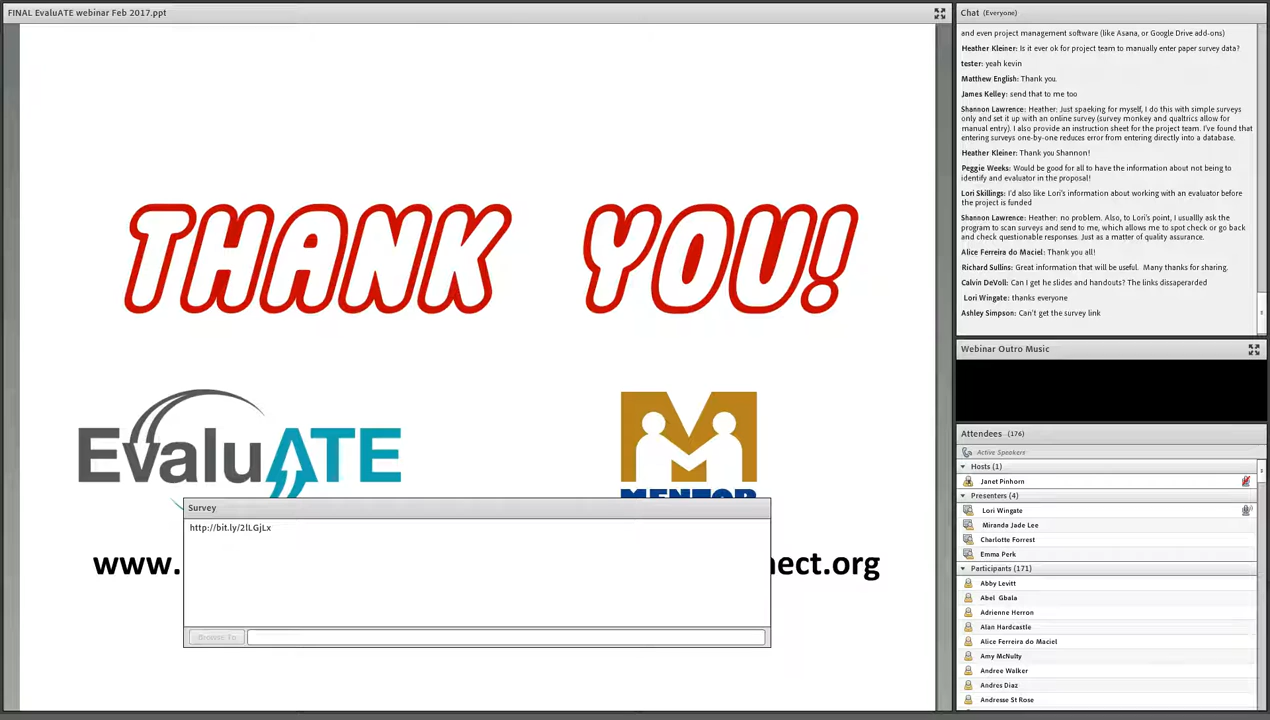 FINAL EvaluATE webinar Feb 2017.ppt
THANK YOU!
EvaluATE
MENTOR
www.
nect.org
Survey
http://bit.ly/2lLGjLx
Browse To
Chat (Everyone)
and even project management software (like Asana, or Google Drive add-ons)
Heather Kleiner: Is it ever ok for project team to manually enter paper survey data?
tester: yeah kevin
Matthew English: Thank you.
James Kelley: send that to me too
Shannon Lawrence: Heather: Just spaeking for myself, I do this with simple surveys
only and set it up with an online survey (survey monkey and qualtrics allow for
manual entry). I also provide an instruction sheet for the project team. I've found that
entering surveys one-by-one reduces error from entering directly into a database.
Heather Kleiner: Thank you Shannon!
Peggie Weeks: Would be good for all to have the information about not being to
identify and evaluator in the proposal!
Lori Skillings: I'd also like Lori's information about working with an evaluator before
the project is funded
Shannon Lawrence: Heather: no problem. Also, to Lori's point, I usuallly ask the
program to scan surveys and send to me, which allows me to spot check or go back
and check questionable responses. Just as a matter of quality assurance.
Alice Ferreira do Maciel: Thank you all!
Richard Sullins: Great information that will be useful. Many thanks for sharing.
Calvin DeVoll: Can I get he slides and handouts? The links dissaperarded
Lori Wingate: thanks everyone
Ashley Simpson: Can't get the survey link
Webinar Outro Music
Attendees (176)
Active Speakers
Hosts (1)
Janet Pinhorn
Presenters (4)
Lori Wingate
Miranda Jade Lee
Charlotte Forrest
Emma Perk
Participants (171)
Abby Levitt
Abel Gbala
Adrienne Herron
Alan Hardcastle
Alice Ferreira do Maciel
Amy McNulty
Andree Walker
Andres Diaz
Andresse St Rose